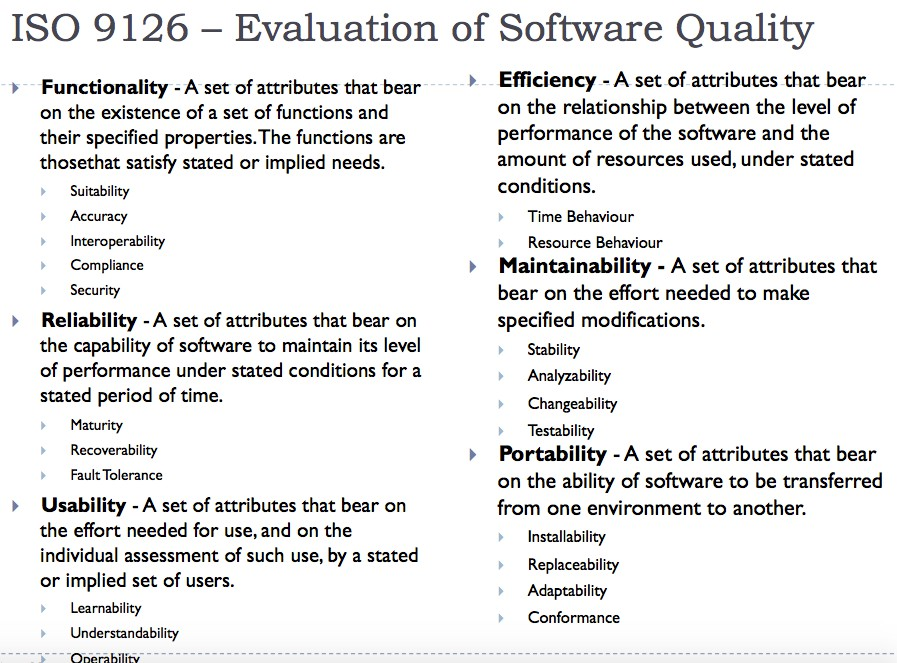 ISO 9126 – Evaluation of Software Quality
Functionality - A set of attributes that bear
on the existence of a set of functions and
their specified properties. The functions are
thosethat satisfy stated or implied needs.
Suitability
Accuracy
Interoperability
Compliance
Security
Reliability - A set of attributes that bear on
the capability of software to maintain its level
of performance under stated conditions for a
stated period of time.
Maturity
Recoverability
Fault Tolerance
Usability - A set of attributes that bear on
the effort needed for use, and on the
individual assessment of such use, by a stated
or implied set of users.
Learnability
Understandability
Operability
Efficiency - A set of attributes that bear
on the relationship between the level of
performance of the software and the
amount of resources used, under stated
conditions.
Time Behaviour
Resource Behaviour
Maintainability - A set of attributes that
bear on the effort needed to make
specified modifications.
Stability
Analyzability
Changeability
Testability
Portability - A set of attributes that bear
on the ability of software to be transferred
from one environment to another.
Installability
Replaceability
Adaptability
Conformance